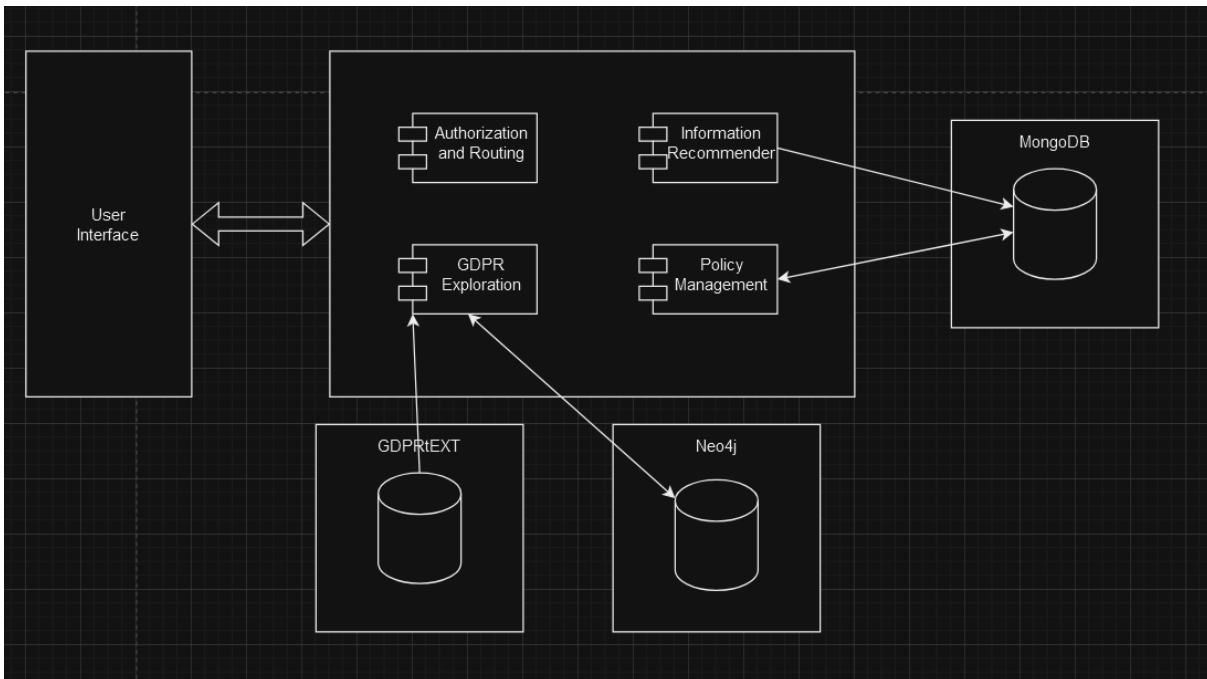 User
Interface
Authorization
and Routing
Information
Recommender
GDPR
Exploration
Policy
Management
MongoDB
GDPRtEXT
Neo4j